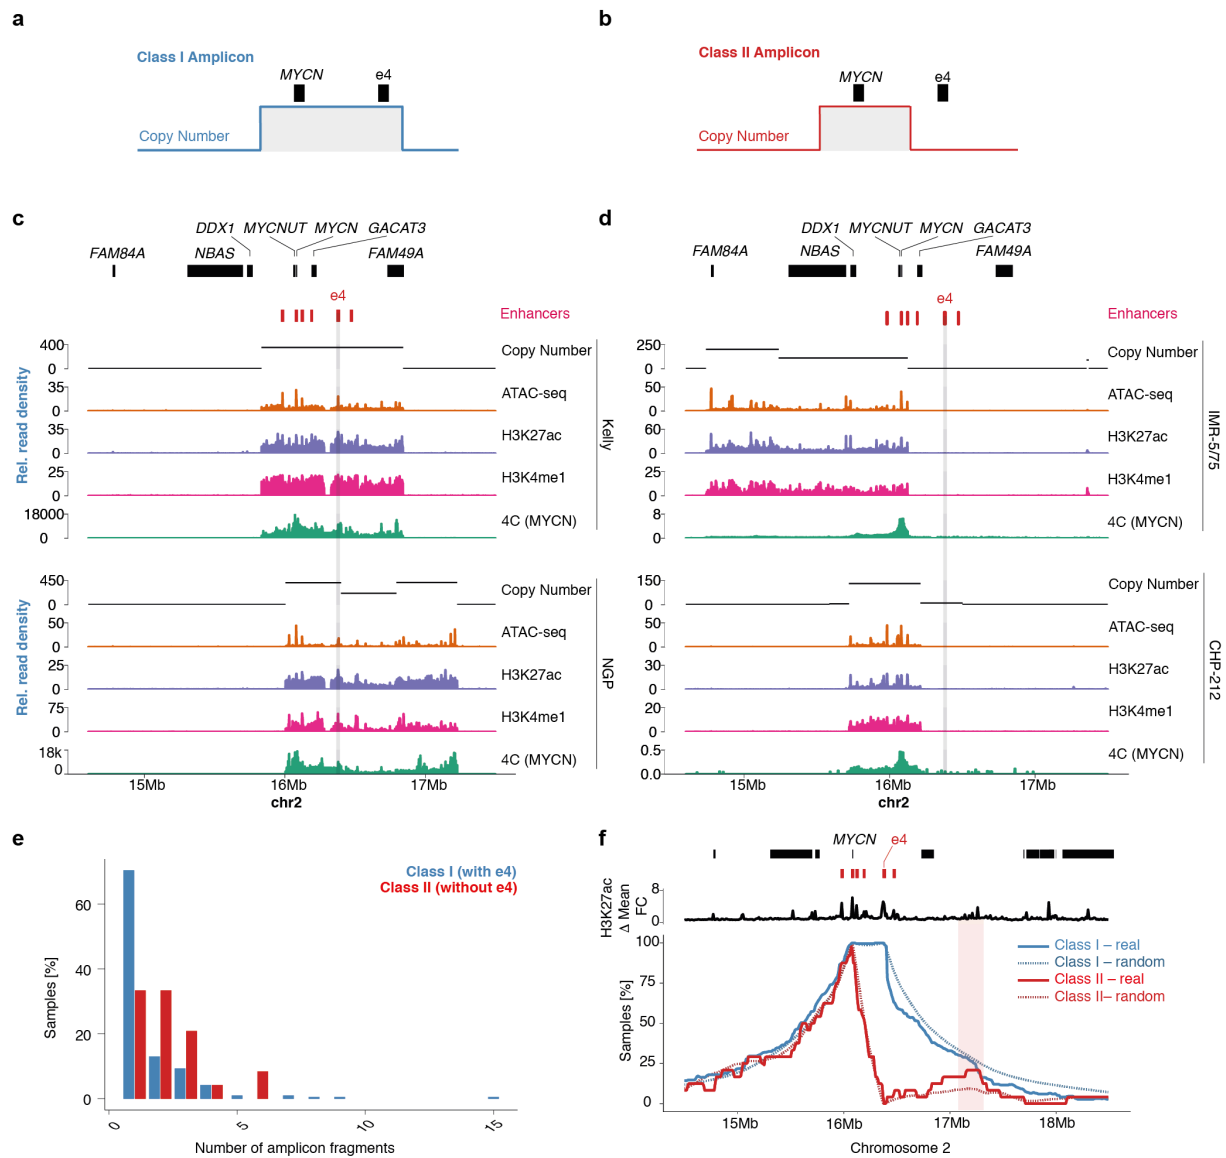 a
Class I Amplicon
MYCN
e4
Copy Number
b
Class II Amplicon
MYCN
e4
Copy Number
c
DDX1 MYCNUT MYCN GACAT3
FAM84A NBAS FAM49A
e4
Enhancers
400
0
Copy Number
35
0
ATAC-seq
35
0
H3K27ac
25
0
H3K4me1
18000
0
4C (MYCN)
Rel. read density
Kelly
450
0
Copy Number
50
0
ATAC-seq
25
0
H3K27ac
75
0
H3K4me1
18k
0
4C (MYCN)
Rel. read density
NGP
15Mb 16Mb 17Mb
chr2
d
DDX1 MYCNUT MYCN GACAT3
FAM84A NBAS FAM49A
e4
Enhancers
250
0
Copy Number
50
0
ATAC-seq
60
0
H3K27ac
25
0
H3K4me1
8
0
4C (MYCN)
IMR-5/75
150
0
Copy Number
50
0
ATAC-seq
30
0
H3K27ac
20
0
H3K4me1
0.5
0.0
4C (MYCN)
CHP-212
15Mb 16Mb 17Mb
chr2
e
Class I (with e4)
Class II (without e4)
Samples [%]
60
40
20
0
0 5 10 15
Number of amplicon fragments
f
MYCN
e4
H3K27ac
Δ Mean
FC
8
0
Samples [%]
100
75
50
25
0
Class I – real
Class I – random
Class II – real
Class II– random
15Mb 16Mb 17Mb 18Mb
Chromosome 2